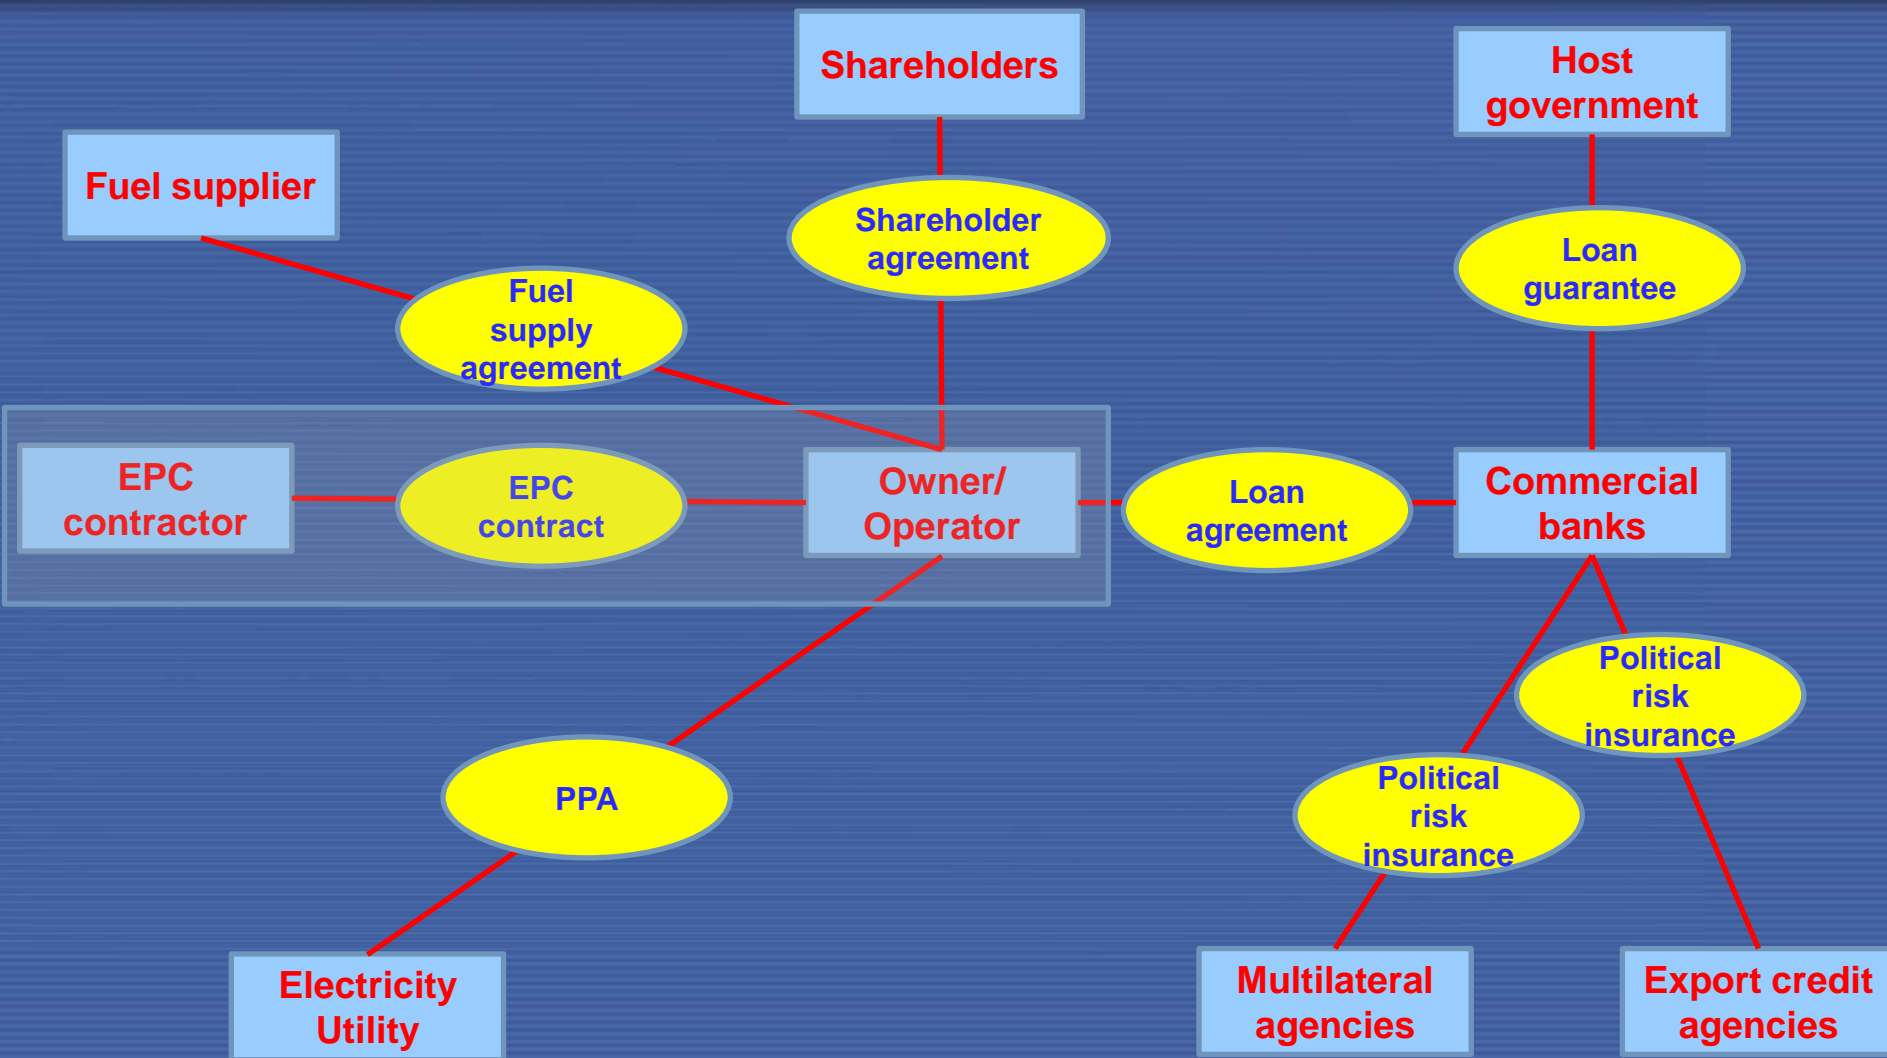 Shareholders
Host
government
Fuel supplier
Shareholder
agreement
Loan
guarantee
Fuel
supply
agreement
EPC
contractor
EPC
contract
Owner/
Operator
Loan
agreement
Commercial
banks
Political
risk
insurance
PPA
Political
risk
insurance
Electricity
Utility
Multilateral
agencies
Export credit
agencies